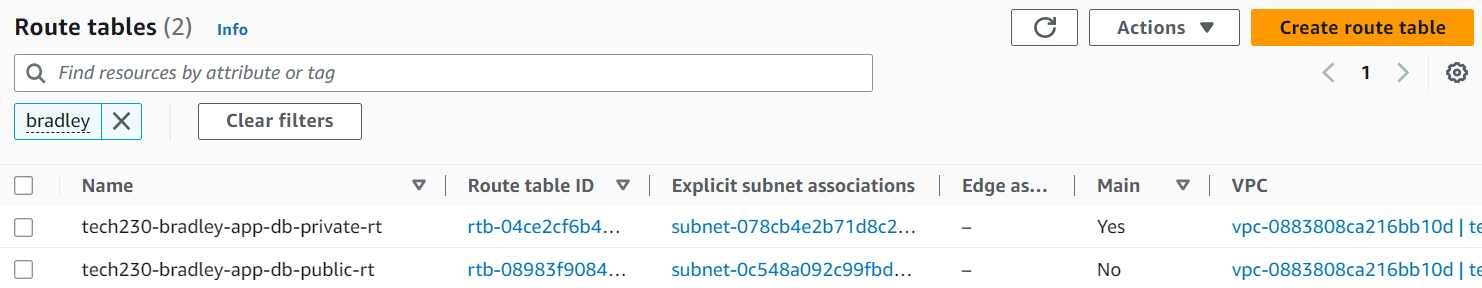 Route tables (2) Info Actions Create route table
Find resources by attribute or tag 1
bradley Clear filters
Name Route table ID Explicit subnet associations Edge as... Main VPC
tech230-bradley-app-db-private-rt rtb-04ce2cf6b4... subnet-078cb4e2b71d8c2... – Yes vpc-0883808ca216bb10d | te
tech230-bradley-app-db-public-rt rtb-08983f9084... subnet-0c548a092c99fbd... – No vpc-0883808ca216bb10d | te